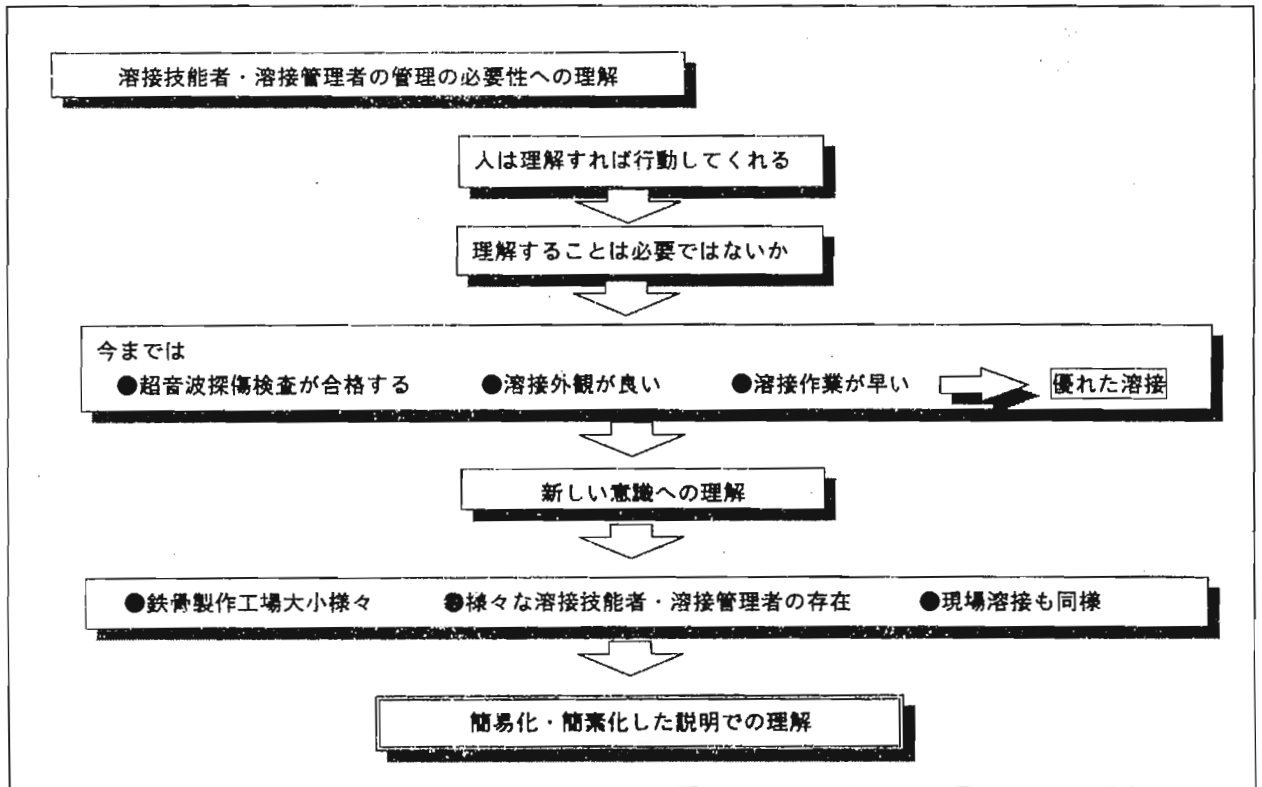 溶接技能者・溶接管理者の管理の必要性への理解
人は理解すれば行動してくれる
理解することは必要ではないか
今までは
●超音波探傷検査が合格する ●溶接外観が良い ●溶接作業が早い 優れた溶接
新しい意識への理解
●鉄骨製作工場大小様々 ●様々な溶接技能者・溶接管理者の存在 ●現場溶接も同様
簡易化・簡素化した説明での理解